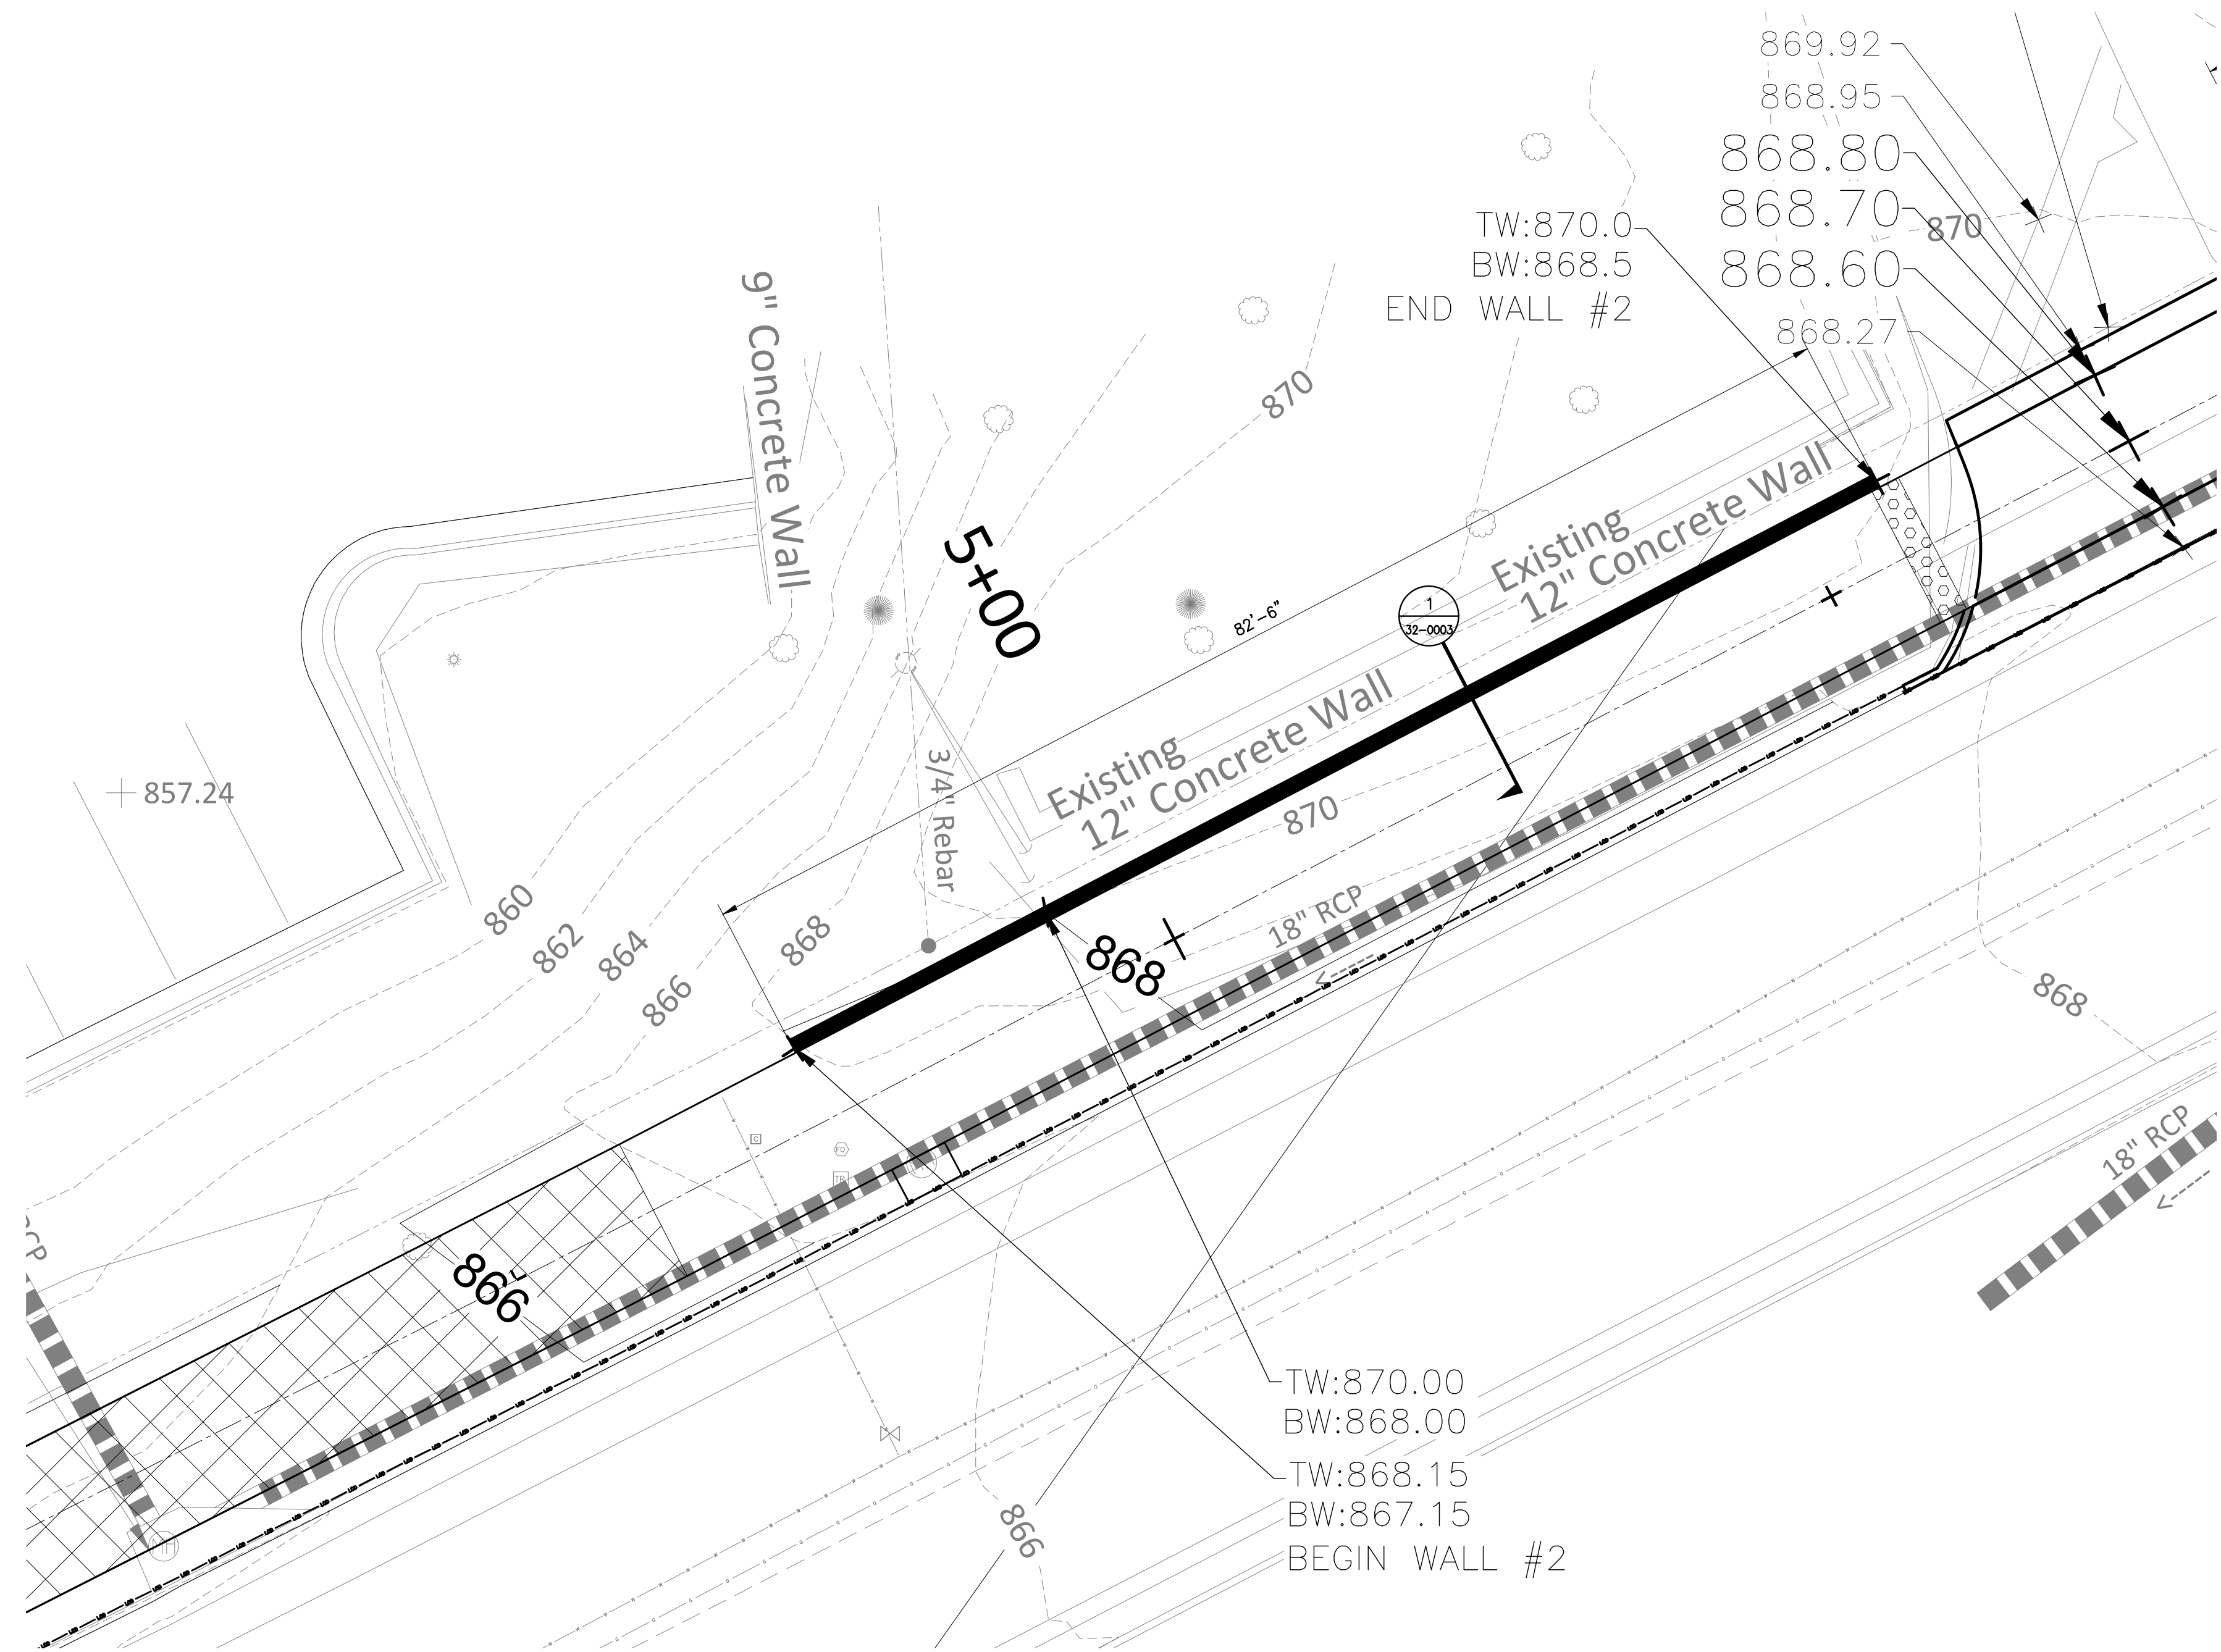 869.92
868.95
868.80
868.70
868.60
868.27
870
TW:870.0
BW:868.5
END WALL #2
9" Concrete Wall
870
5+00
82'-6"
1
32-0003
Existing
12" Concrete Wall
Existing
12" Concrete Wall
3/4" Rebar
857.24
870
18" RCP
860
862
864
866
868
868
868
866
C
FO
TR
18" RCP
MH
866
TW:870.00
BW:868.00
TW:868.15
BW:867.15
BEGIN WALL #2